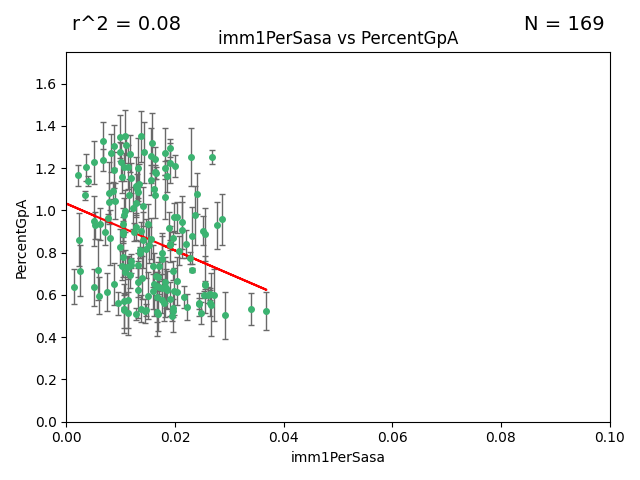 r^2 = 0.08
N = 169
imm1PerSasa vs PercentGpA
PercentGpA
1.6
1.4
1.2
1.0
0.8
0.6
0.4
0.2
0.0
0.00 0.02 0.04 0.06 0.08 0.10
imm1PerSasa